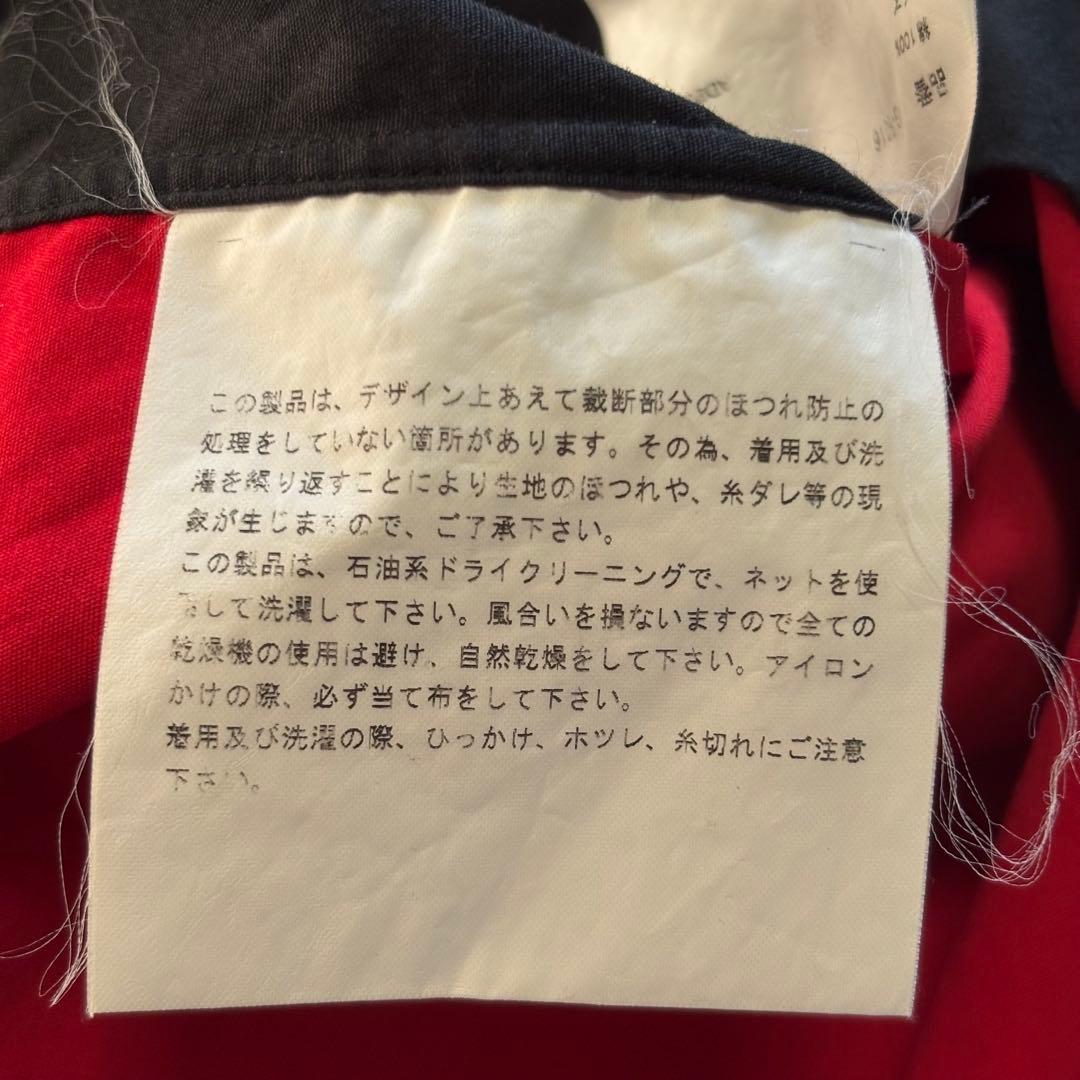 綿 100%
品番
この製品は、デザイン上あえて裁断部分のほつれ防止の
処理をしていない箇所があります。その為、着用及び洗
濯を繰り返すことにより生地のほつれや、糸ダレ等の現
象が生じますので、ご了承下さい。
この製品は、石油系ドライクリーニングで、ネットを使
して洗濯して下さい。風合いを損ないますので全ての
乾燥機の使用は避け、自然乾燥をして下さい。アイロン
かけの際、必ず当て布をして下さい。
着用及び洗濯の際、ひっかけ、ホツレ、糸切れにご注意
下さい。